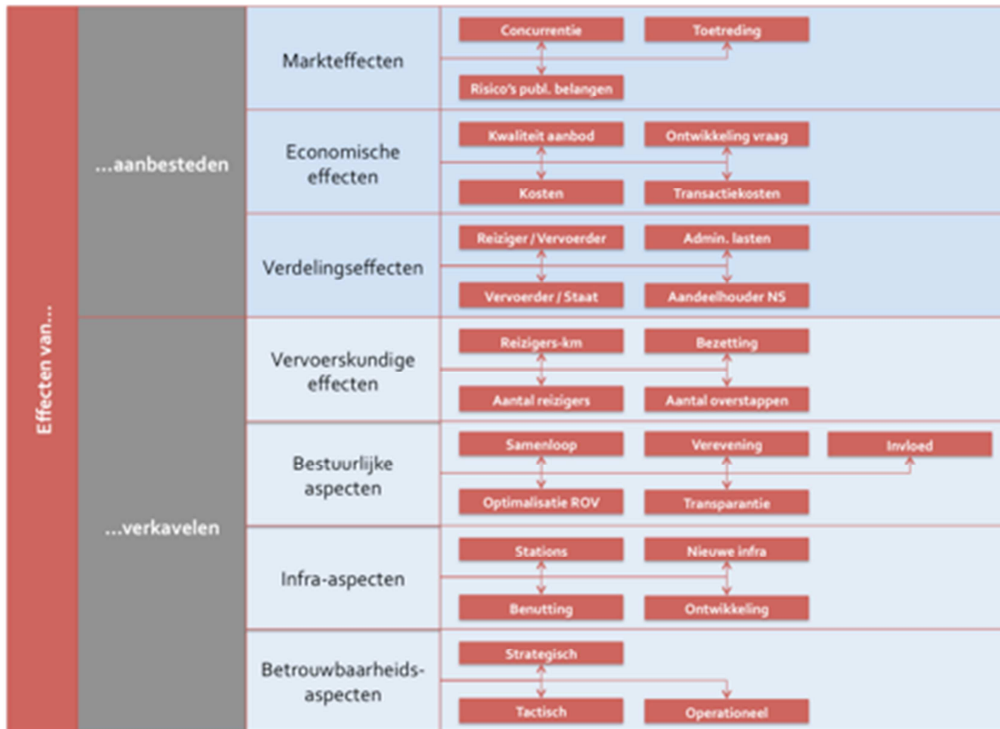 Effecten van...
...aanbesteden
Markteffecten
Concurrentie
Toetreding
Risico's publ. belangen
Economische
effecten
Kwaliteit aanbod
Ontwikkeling vraag
Kosten
Transactiekosten
Verdelingseffecten
Reiziger / Vervoerder
Admin. lasten
Vervoerder / Staat
Aandeelhouder NS
...verkavelen
Vervoerskundige
effecten
Reizigers-km
Bezetting
Aantal reizigers
Aantal overstappen
Bestuurlijke
aspecten
Samenloop
Verevening
Invloed
Optimalisatie ROV
Transparantie
Infra-aspecten
Stations
Nieuwe infra
Benutting
Ontwikkeling
Betrouwbaarheids-
aspecten
Strategisch
Tactisch
Operationeel